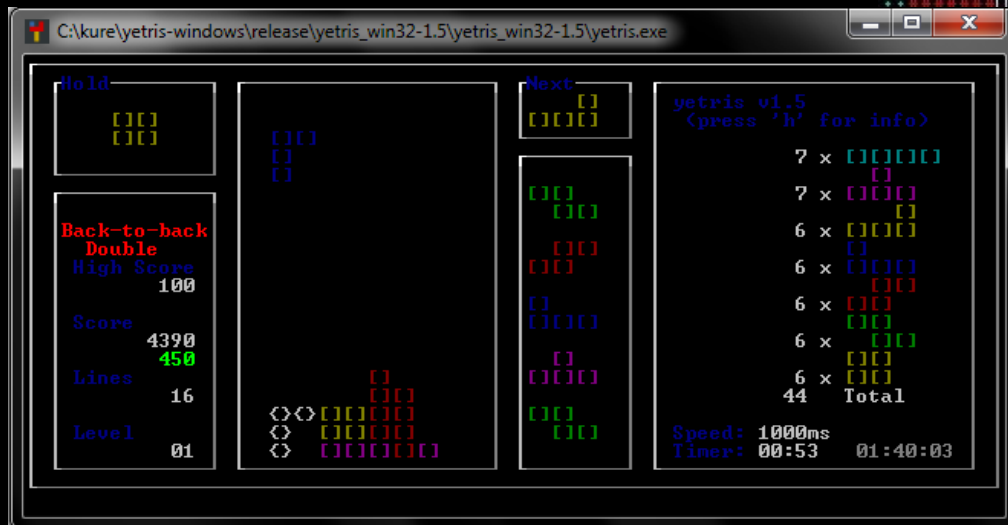 C:\kure\yetris-windows\release\yetris_win32-1.5\yetris_win32-1.5\yetris.exe
Hold
Back-to-back
Double
High Score
100
Score
4390
450
Lines
16
Level
01
Next
yetris v1.5
(press 'h' for info)
7 x
7 x
6 x
6 x
6 x
6 x
6 x
44 Total
Speed: 1000ms
Timer: 00:53 01:40:03